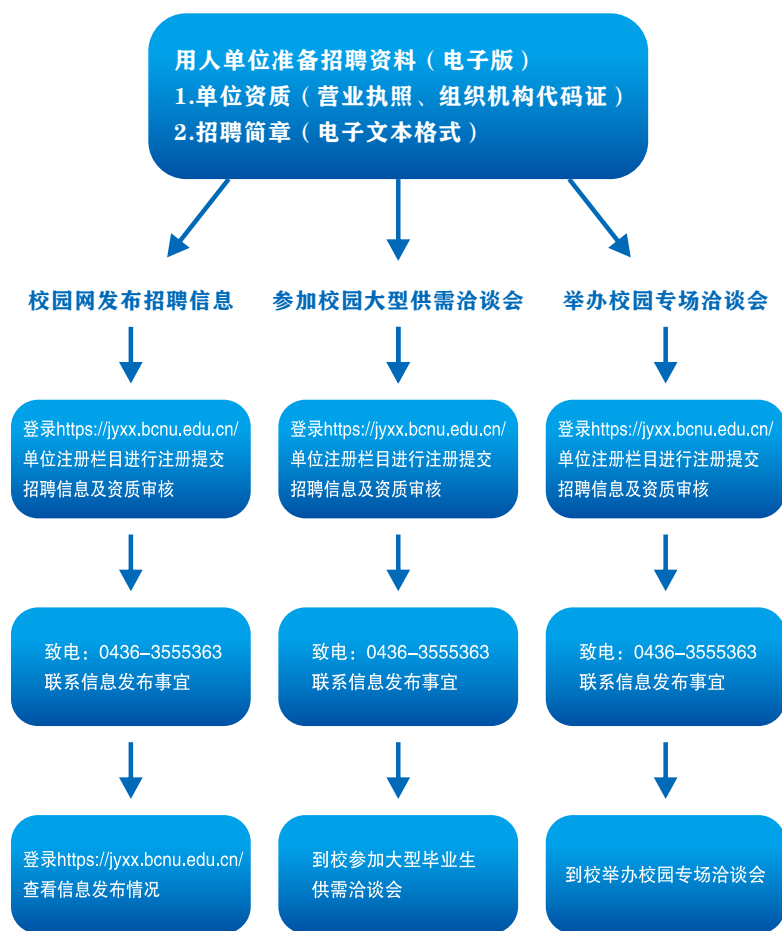 用人单位准备招聘资料（电子版）
1.单位资质（营业执照、组织机构代码证）
2.招聘简章（电子文本格式）
校园网发布招聘信息
参加校园大型供需洽谈会
举办校园专场洽谈会
登录https://jyxx.bcnu.edu.cn/
单位注册栏目进行注册提交
招聘信息及资质审核
登录https://jyxx.bcnu.edu.cn/
单位注册栏目进行注册提交
招聘信息及资质审核
登录https://jyxx.bcnu.edu.cn/
单位注册栏目进行注册提交
招聘信息及资质审核
致电：0436–3555363
联系信息发布事宜
致电：0436–3555363
联系信息发布事宜
致电：0436–3555363
联系信息发布事宜
登录https://jyxx.bcnu.edu.cn/
查看信息发布情况
到校参加大型毕业生
供需洽谈会
到校举办校园专场洽谈会